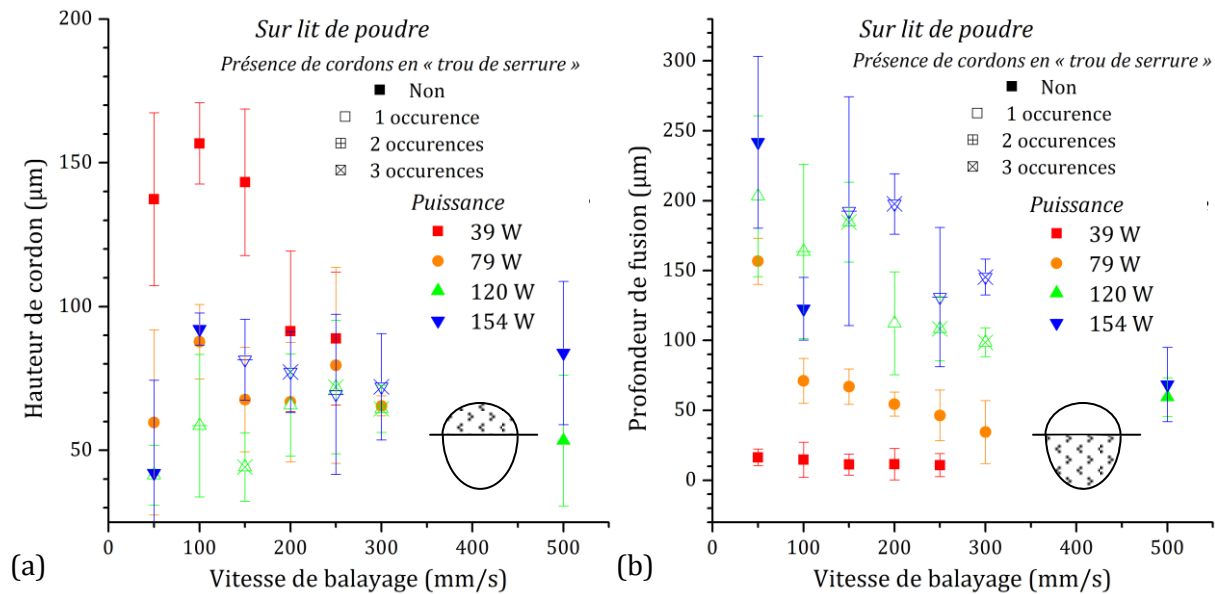 Sur lit de poudre
Présence de cordons en « trou de serrure »
Non
1 occurence
2 occurences
3 occurences
Puissance
39 W
79 W
120 W
154 W
200
150
100
50
Hauteur de cordon (µm)
0 100 200 300 400 500
Vitesse de balayage (mm/s)
(a)
Sur lit de poudre
Présence de cordons en « trou de serrure »
Non
1 occurence
2 occurences
3 occurences
Puissance
39 W
79 W
120 W
154 W
300
250
200
150
100
50
0
Profondeur de fusion (µm)
0 100 200 300 400 500
Vitesse de balayage (mm/s)
(b)